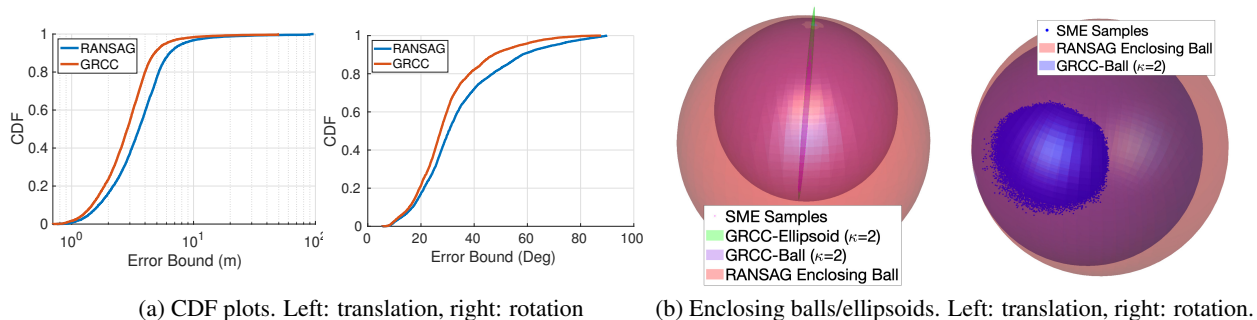 1
0.8
0.6
0.4
0.2
0
CDF
RANSAG
GRCC
10^0
10^1
10^2
Error Bound (m)
1
0.8
0.6
0.4
0.2
0
CDF
RANSAG
GRCC
0
20
40
60
80
100
Error Bound (Deg)
SME Samples
GRCC-Ellipsoid (κ=2)
GRCC-Ball (κ=2)
RANSAG Enclosing Ball
SME Samples
RANSAG Enclosing Ball
GRCC-Ball (κ=2)
(a) CDF plots. Left: translation, right: rotation
(b) Enclosing balls/ellipsoids. Left: translation, right: rotation.